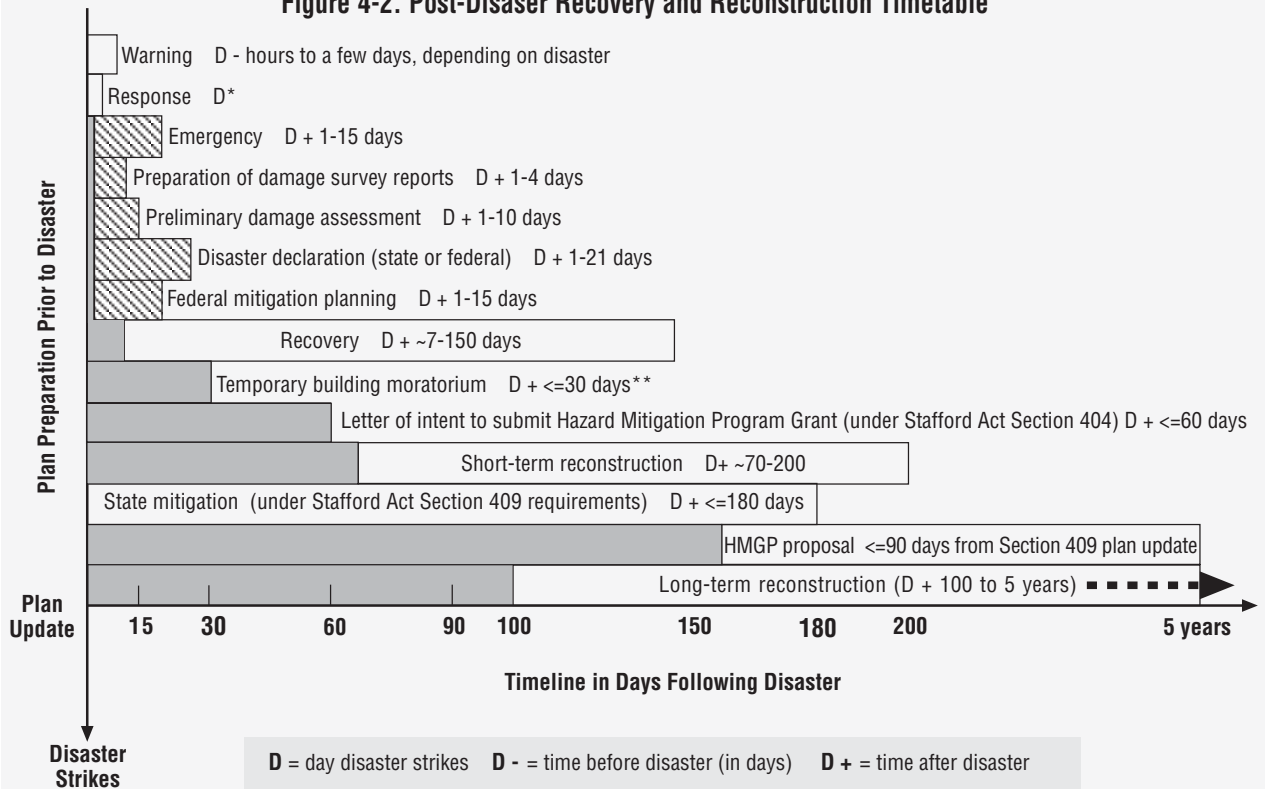 Figure 4-2. Post-Disaser Recovery and Reconstruction Timetable
Warning D - hours to a few days, depending on disaster
Response D*
Emergency D + 1-15 days
Preparation of damage survey reports D + 1-4 days
Preliminary damage assessment D + 1-10 days
Disaster declaration (state or federal) D + 1-21 days
Federal mitigation planning D + 1-15 days
Recovery D + ~7-150 days
Temporary building moratorium D + <=30 days**
Letter of intent to submit Hazard Mitigation Program Grant (under Stafford Act Section 404) D + <=60 days
Short-term reconstruction D+ ~70-200
State mitigation (under Stafford Act Section 409 requirements) D + <=180 days
HMGP proposal <=90 days from Section 409 plan update
Long-term reconstruction (D + 100 to 5 years)
Plan Preparation Prior to Disaster
Plan
Update
15 30 60 90 100 150 180 200 5 years
Timeline in Days Following Disaster
Disaster
Strikes
D = day disaster strikes D - = time before disaster (in days) D + = time after disaster